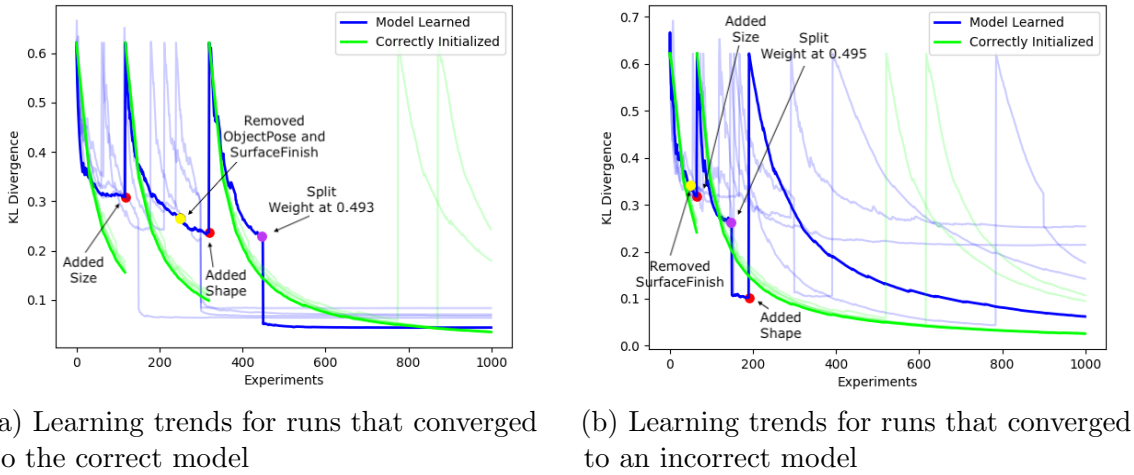 Model Learned
Correctly Initialized
0.6
0.5
0.4
0.3
0.2
0.1
KL Divergence
Removed
ObjectPose and
SurfaceFinish
Split
Weight at 0.493
Added
Size
Added
Shape
0
200
400
600
800
1000
Experiments
a) Learning trends for runs that converged
o the correct model
Model Learned
Correctly Initialized
0.7
0.6
0.5
0.4
0.3
0.2
0.1
0.0
KL Divergence
Added
Size
Split
Weight at 0.495
Removed
SurfaceFinish
Added
Shape
0
200
400
600
800
1000
Experiments
(b) Learning trends for runs that converged
to an incorrect model